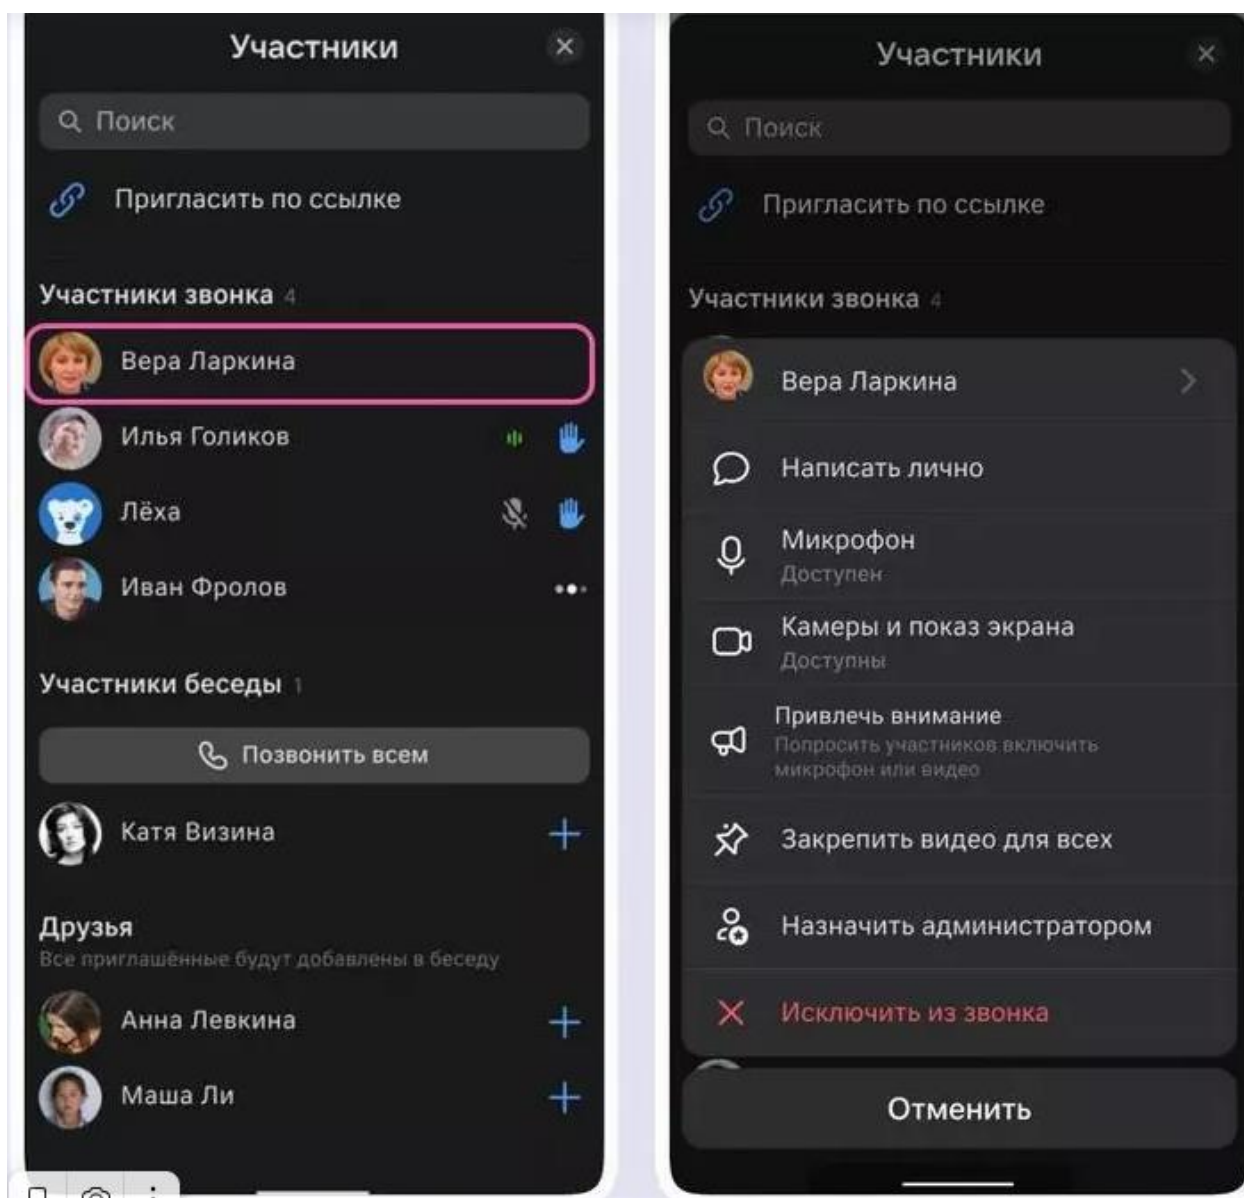 Участники
Поиск
Пригласить по ссылке
Участники звонка 4
Вера Ларкина
Илья Голиков
Лёха
Иван Фролов
Участники беседы 1
Позвонить всем
Катя Визина
Друзья
Все приглашённые будут добавлены в беседу
Анна Левкина
Маша Ли
Участники
Поиск
Пригласить по ссылке
Участники звонка 4
Вера Ларкина
Написать лично
Микрофон
Доступен
Камеры и показ экрана
Доступны
Привлечь внимание
Попросить участников включить
микрофон или видео
Закрепить видео для всех
Назначить администратором
Исключить из звонка
Отменить